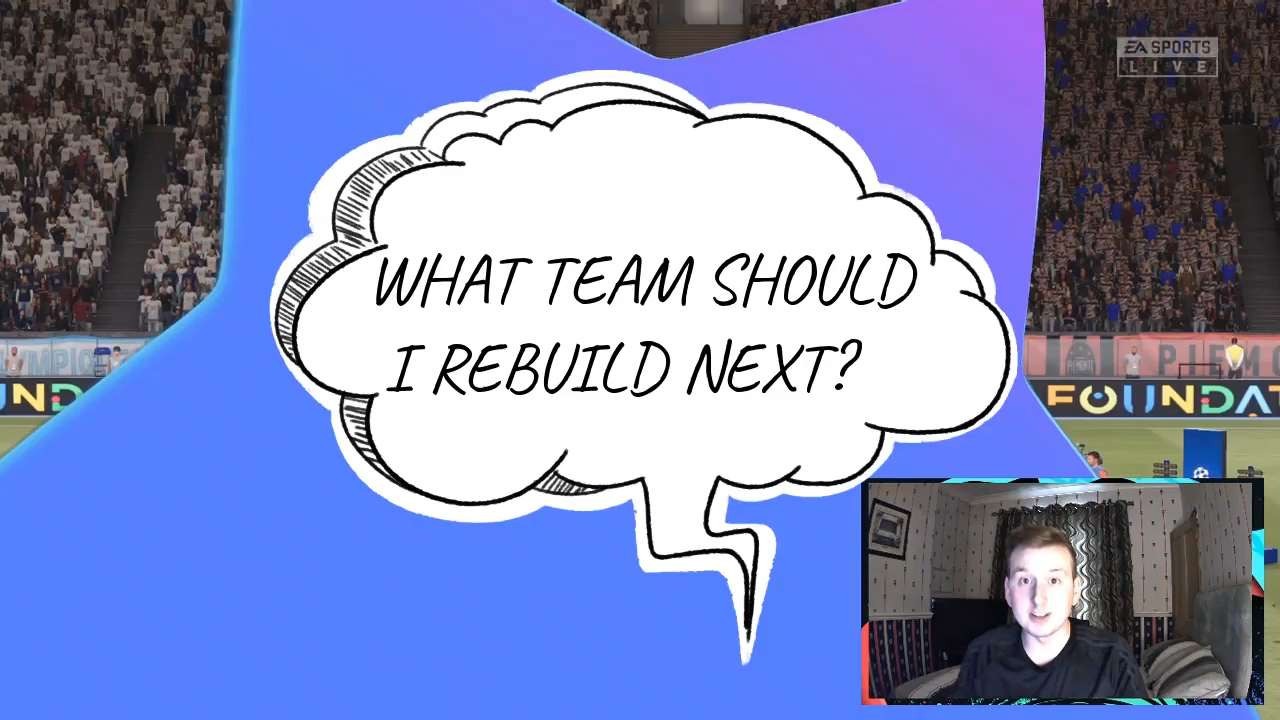 EA SPORTS
LIVE
WHAT TEAM SHOULD
I REBUILD NEXT?
FOUNDAT